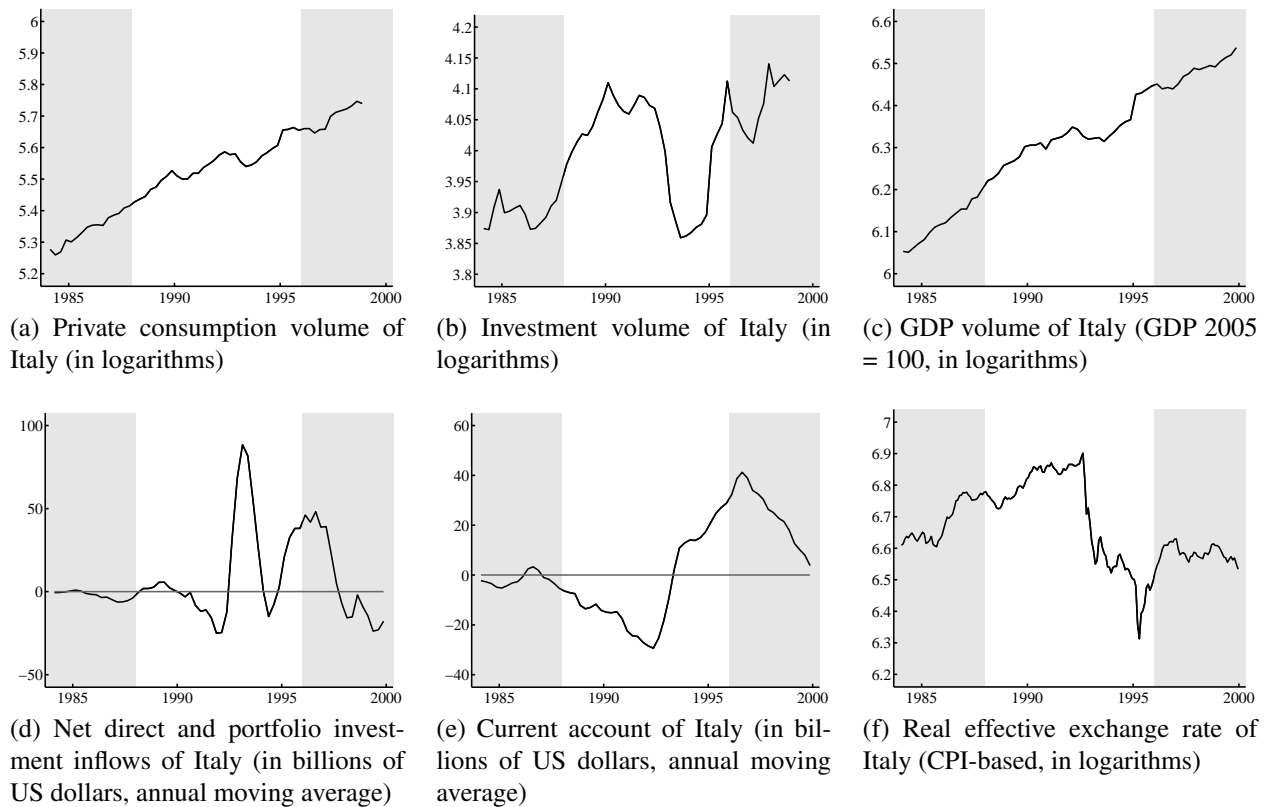 6
5.9
5.8
5.7
5.6
5.5
5.4
5.3
5.2
1985 1990 1995 2000
(a) Private consumption volume of
Italy (in logarithms)
4.2
4.15
4.1
4.05
4
3.95
3.9
3.85
3.8
1985 1990 1995 2000
(b) Investment volume of Italy (in
logarithms)
6.6
6.5
6.4
6.3
6.2
6.1
6
1985 1990 1995 2000
(c) GDP volume of Italy (GDP 2005
= 100, in logarithms)
100
50
0
−50
1985 1990 1995 2000
(d) Net direct and portfolio invest-
ment inflows of Italy (in billions of
US dollars, annual moving average)
60
40
20
0
−20
−40
1985 1990 1995 2000
(e) Current account of Italy (in bil-
lions of US dollars, annual moving
average)
7
6.9
6.8
6.7
6.6
6.5
6.4
6.3
6.2
1985 1990 1995 2000
(f) Real effective exchange rate of
Italy (CPI-based, in logarithms)